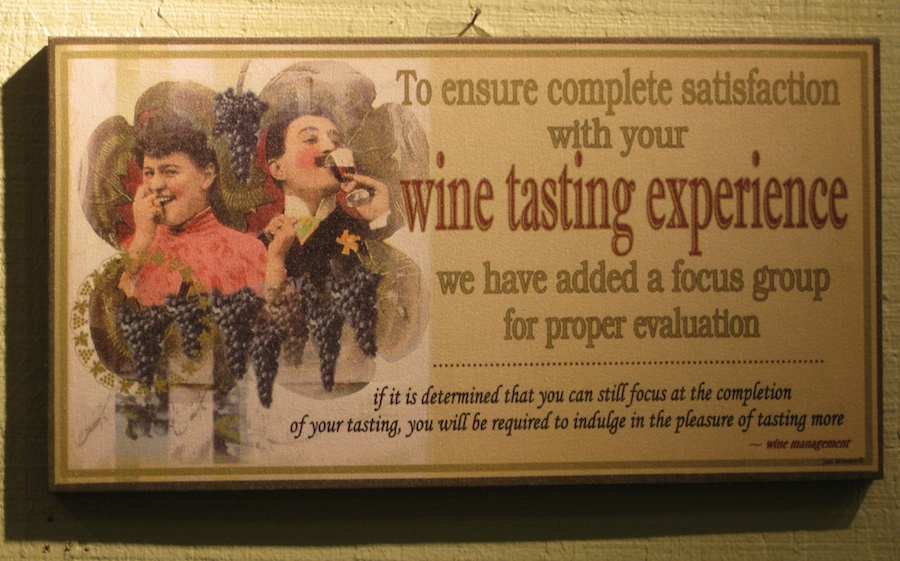 To ensure complete satisfaction
with your
wine tasting experience
we have added a focus group
for proper evaluation
if it is determined that you can still focus at the completion
of your tasting, you will be required to indulge in the pleasure of tasting more
~ wine management